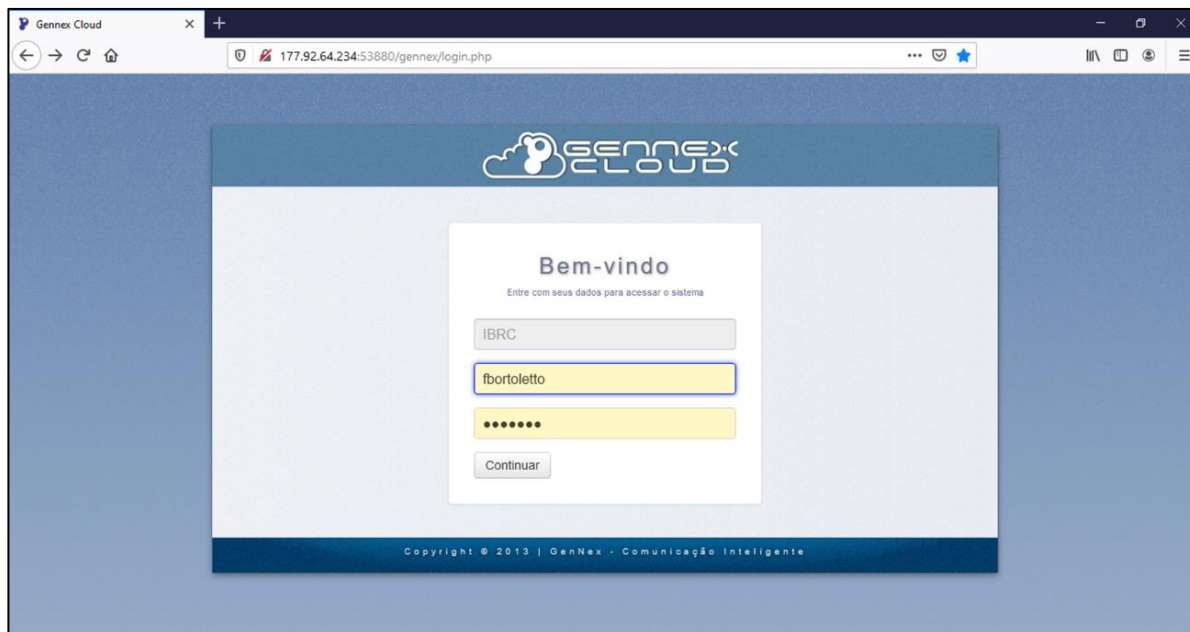 Gennex Cloud
177.92.64.234:53880/gennex/login.php
GENNEX
CLOUD
Bem-vindo
Entre com seus dados para acessar o sistema
IBRC
fbortoletto
•••••••
Continuar
Copyright © 2013 | GenNex - Comunicação Inteligente